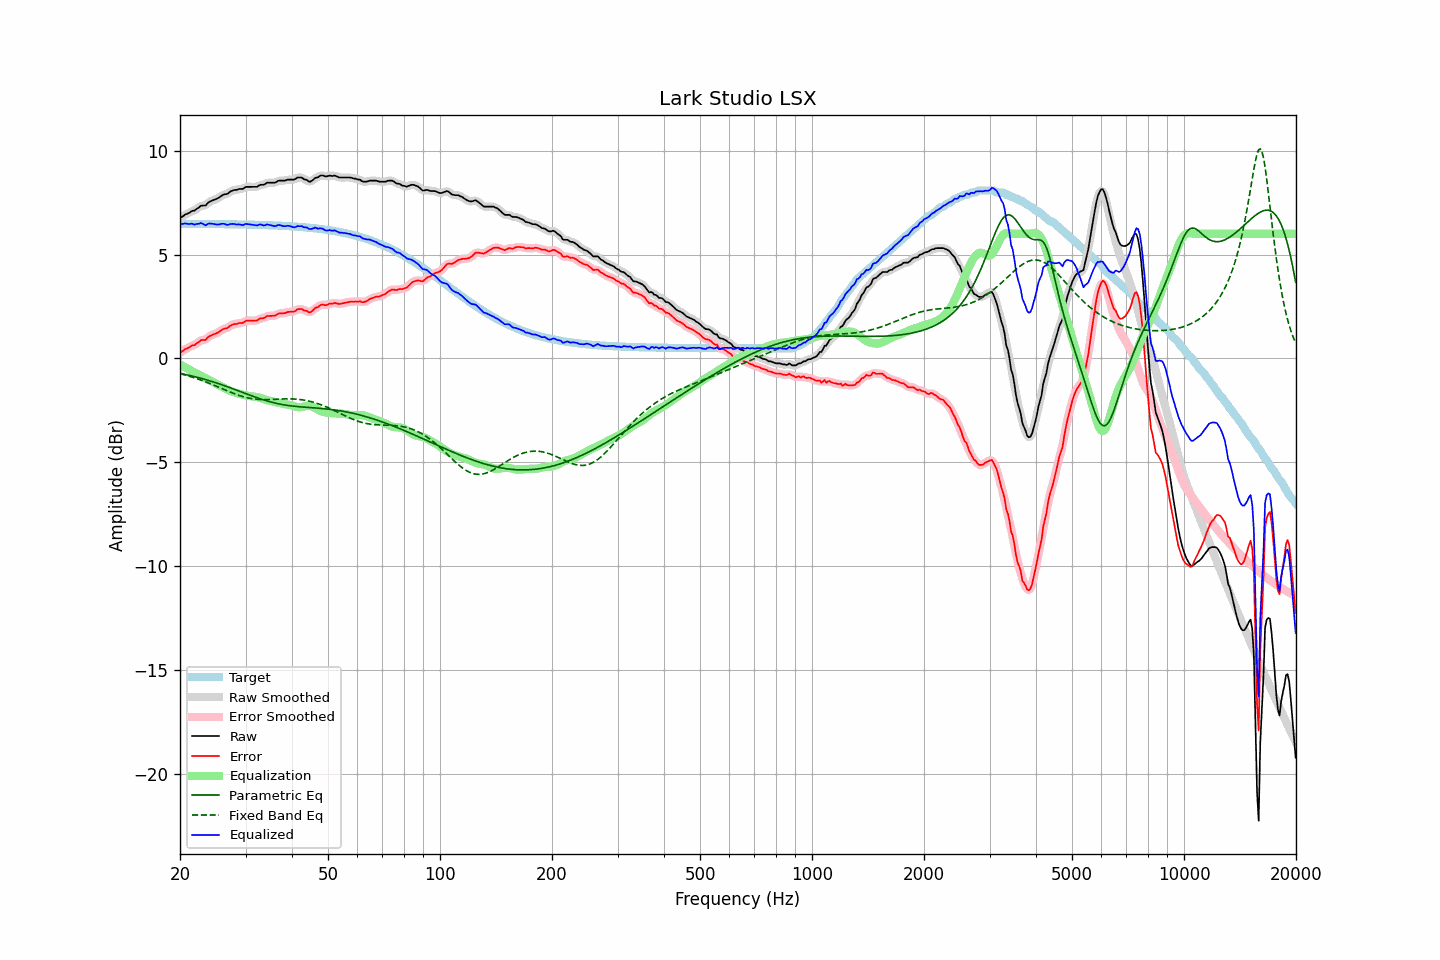 Lark Studio LSX
Amplitude (dBr)
10
5
0
−5
−10
−15
−20
Target
Raw Smoothed
Error Smoothed
Raw
Error
Equalization
Parametric Eq
Fixed Band Eq
Equalized
20 50 100 200 500 1000 2000 5000 10000 20000
Frequency (Hz)